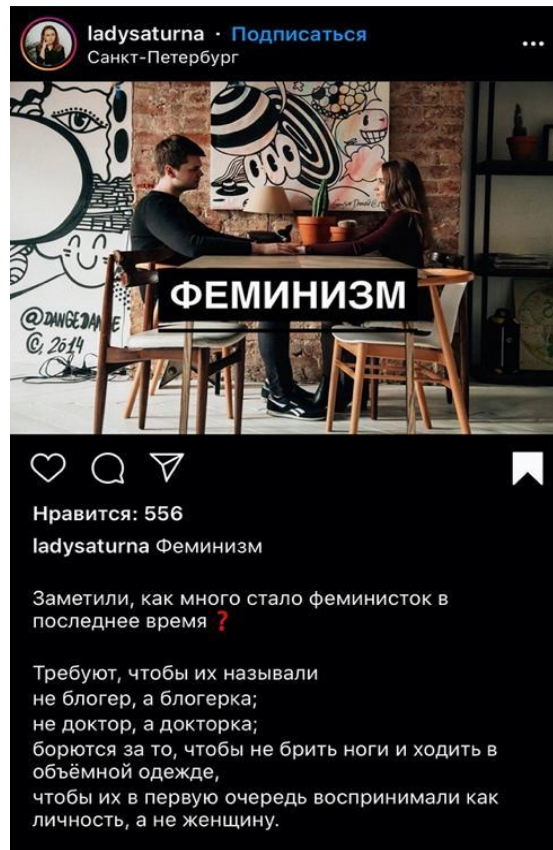 ladysaturna · Подписаться
Санкт-Петербург
ФЕМИНИЗМ
@DANGEDANGE
©. 2014
Нравится: 556
ladysaturna Феминизм
Заметили, как много стало феминисток в
последнее время ❓
Требуют, чтобы их называли
не блогер, а блогерка;
не доктор, а докторка;
борются за то, чтобы не брить ноги и ходить в
объёмной одежде,
чтобы их в первую очередь воспринимали как
личность, а не женщину.